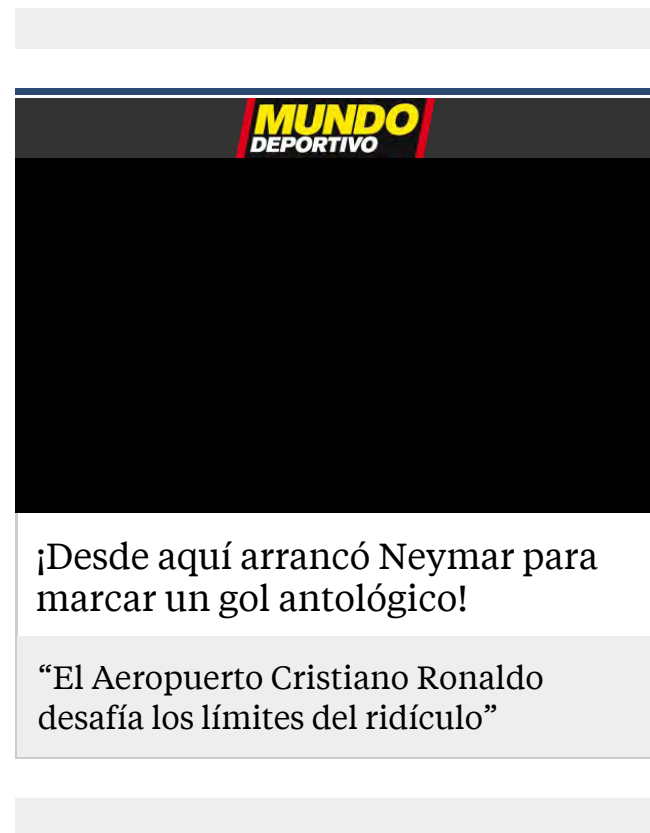 MUNDO
DEPORTIVO
¡Desde aquí arrancó Neymar para
marcar un gol antológico!
“El Aeropuerto Cristiano Ronaldo
desafía los límites del ridículo”